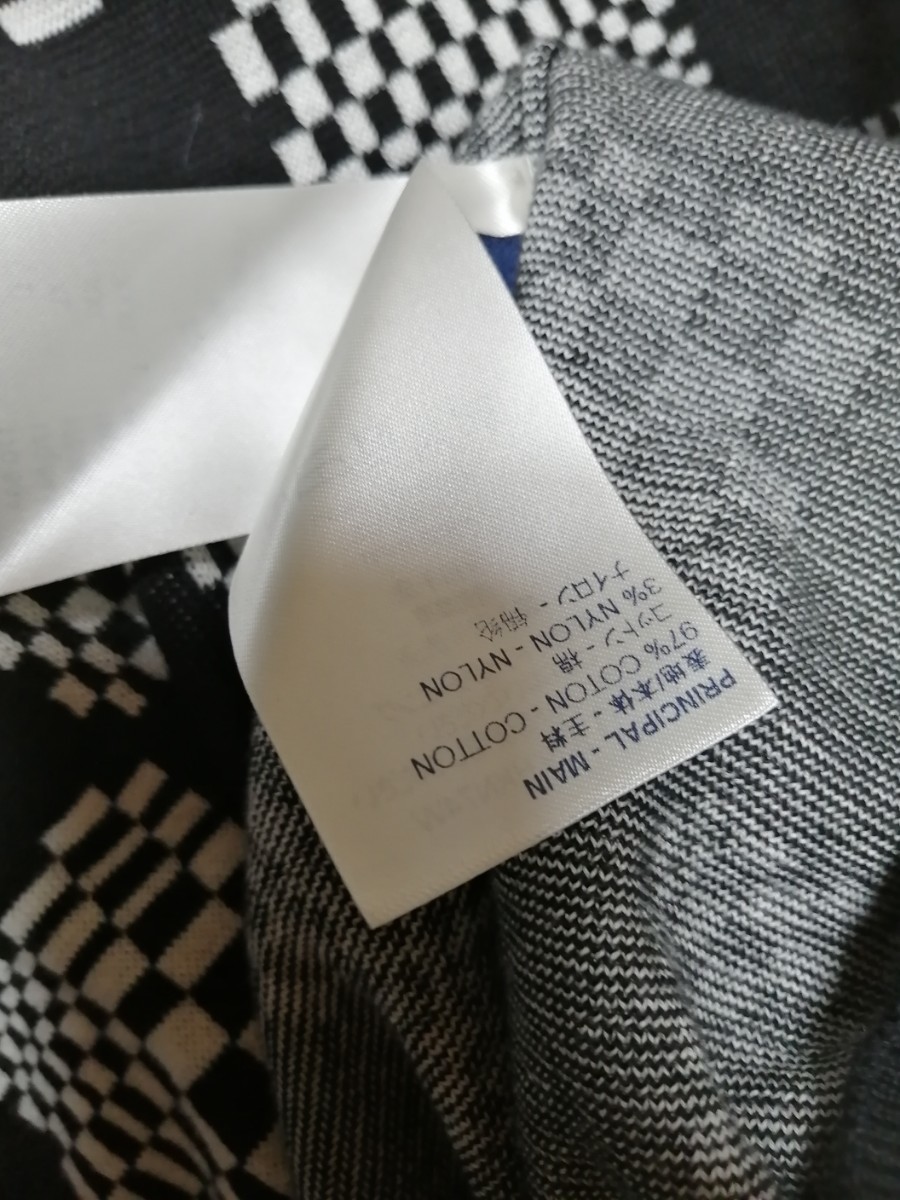 PRINCIPAL - MAIN
表地/本体 - 主料
97% COTON - COTTON
コットン - 棉
3% NYLON - NYLON
ナイロン - 锦纶